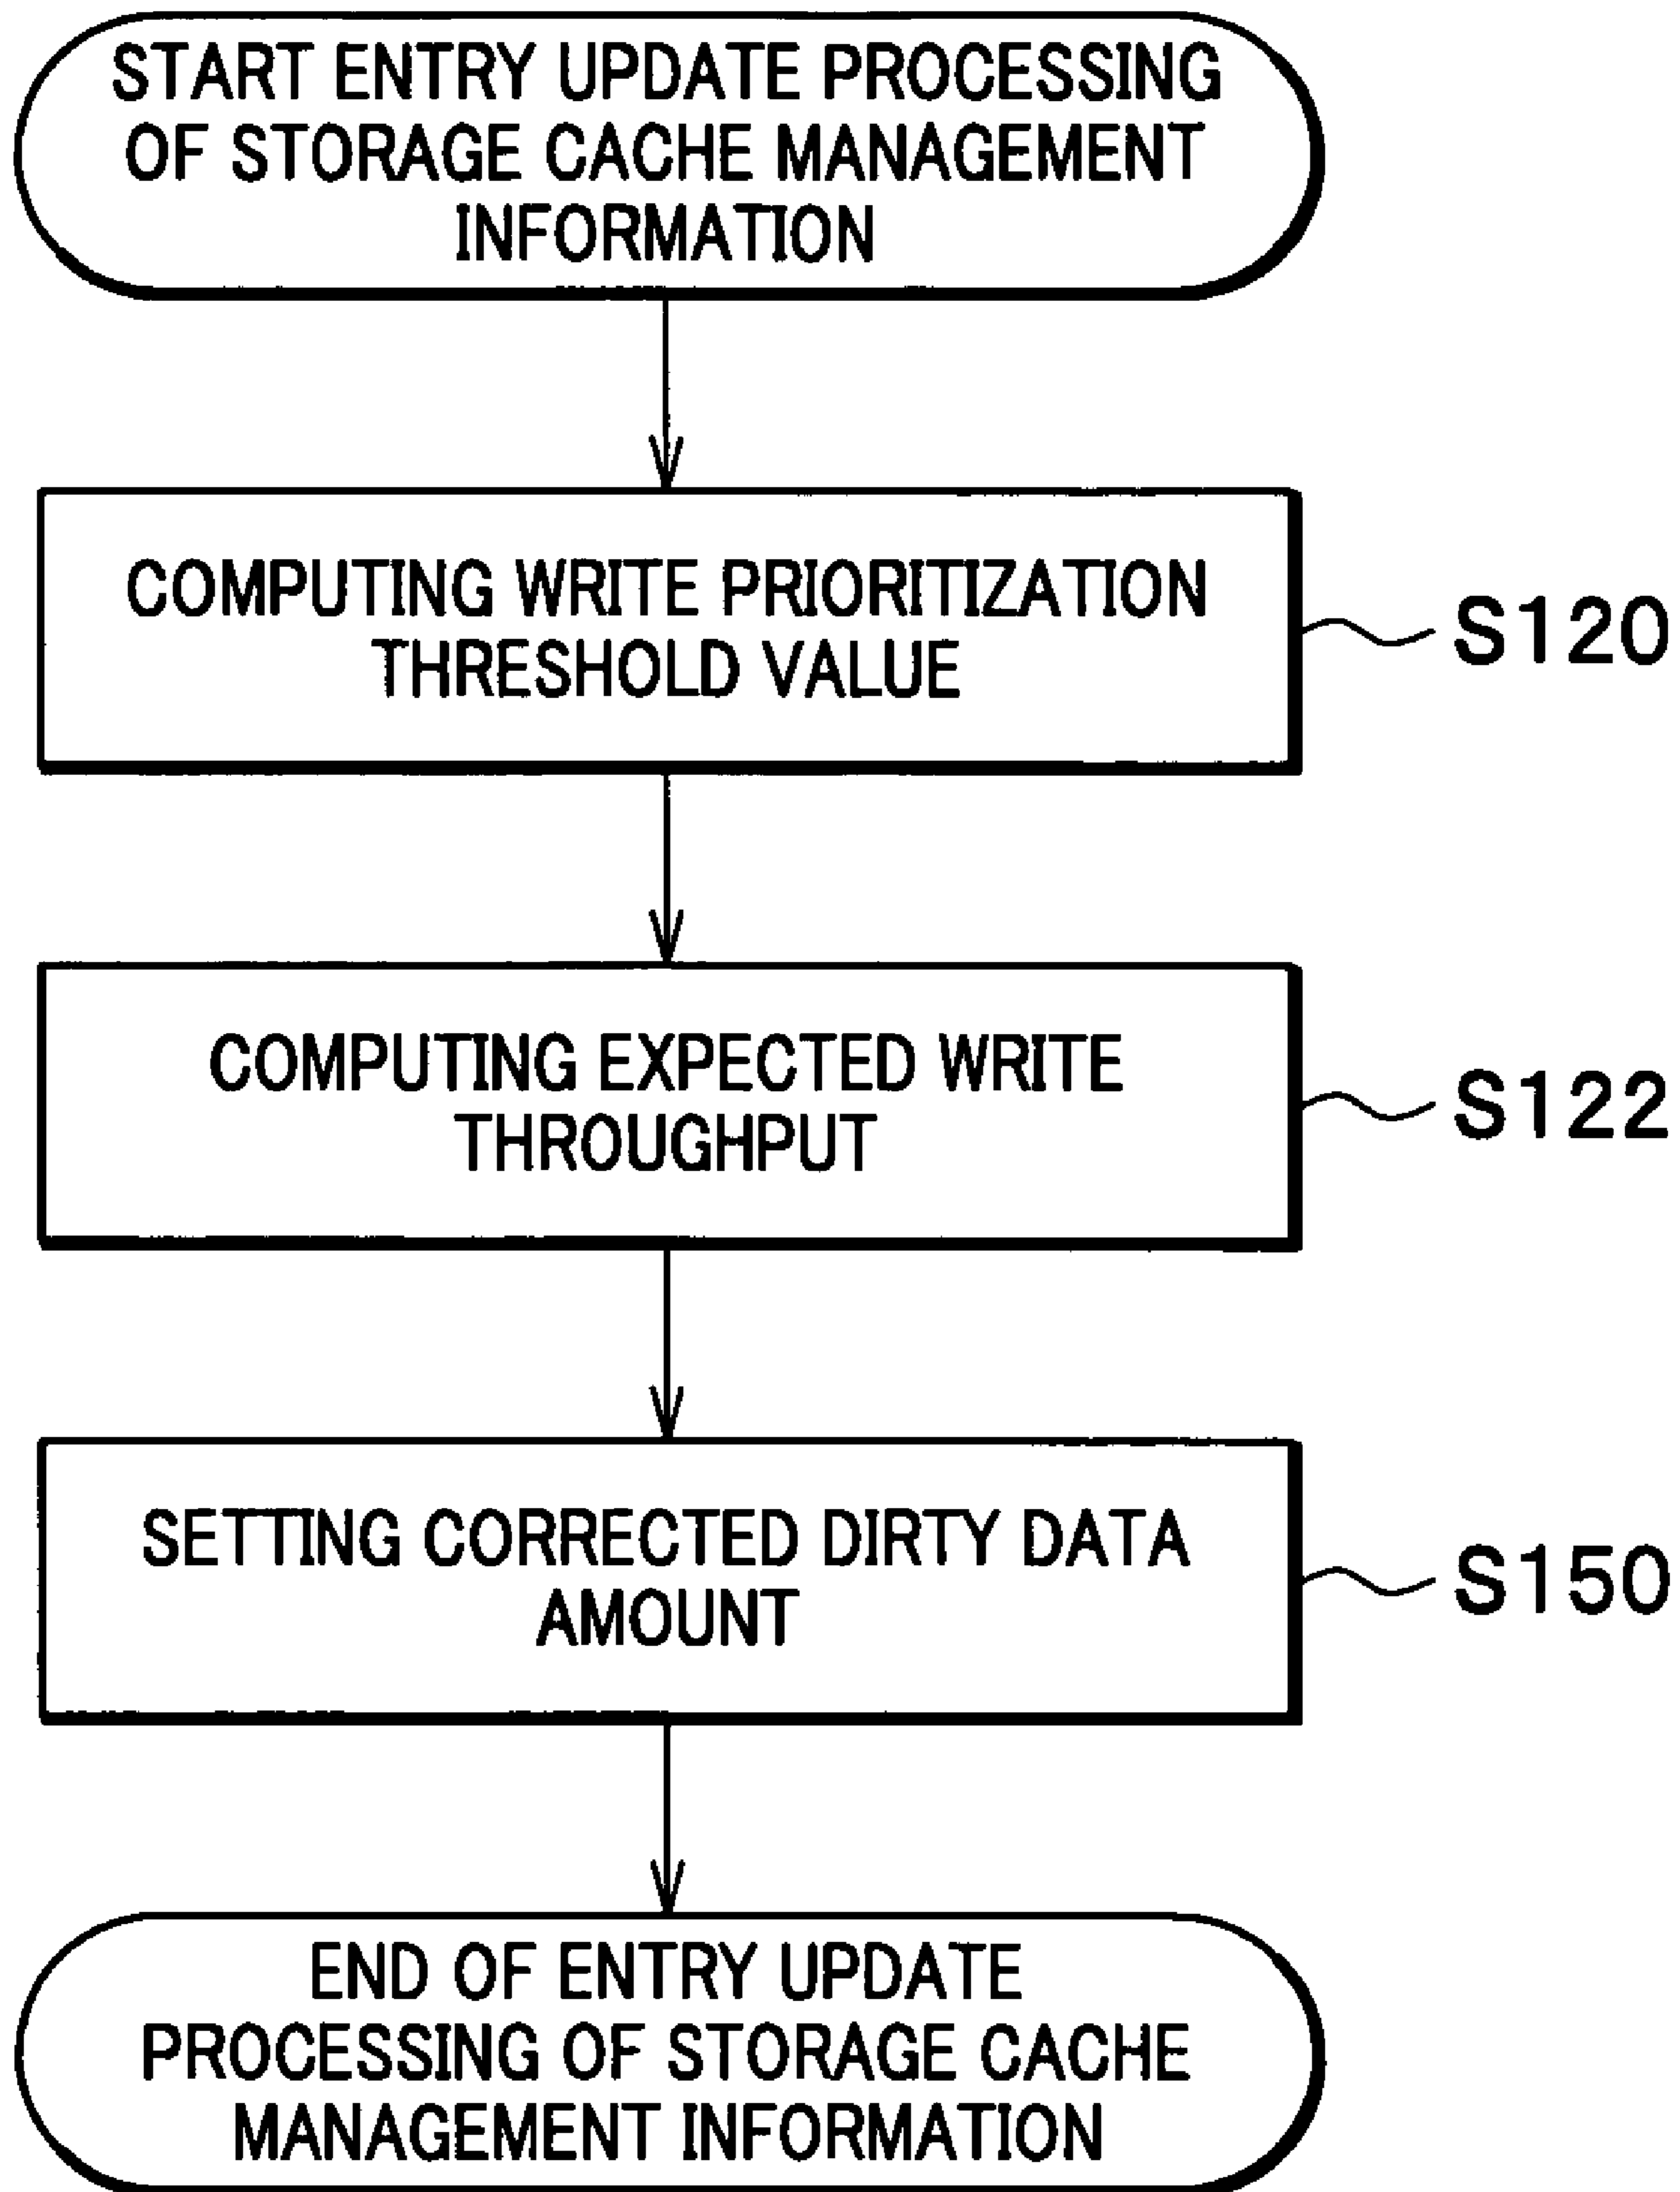 START ENTRY UPDATE PROCESSING
OF STORAGE CACHE MANAGEMENT
INFORMATION
COMPUTING WRITE PRIORITIZATION
THRESHOLD VALUE
S120
COMPUTING EXPECTED WRITE
THROUGHPUT
S122
SETTING CORRECTED DIRTY DATA
AMOUNT
S150
END OF ENTRY UPDATE
PROCESSING OF STORAGE CACHE
MANAGEMENT INFORMATION